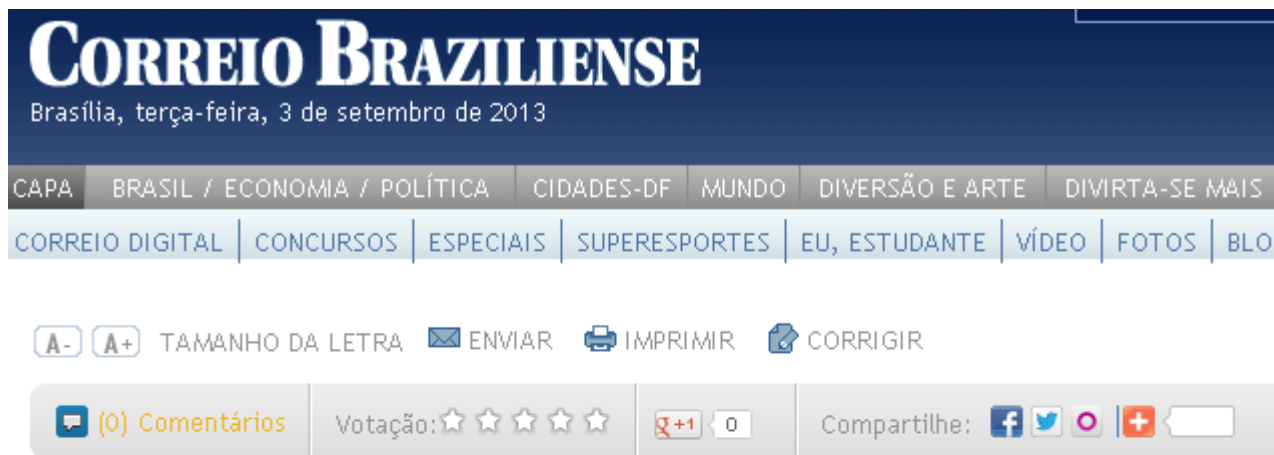 CORREIO BRAZILIENSE
Brasília, terça-feira, 3 de setembro de 2013
CAPA BRASIL / ECONOMIA / POLÍTICA CIDADES-DF MUNDO DIVERSÃO E ARTE DIVIRTA-SE MAIS
CORREIO DIGITAL CONCURSOS ESPECIAIS SUPERESPORTES EU, ESTUDANTE VÍDEO FOTOS BLO
A- A+ TAMANHO DA LETRA ENVIAR IMPRIMIR CORRIGIR
(0) Comentários Votação: g+1 0 Compartilhe: